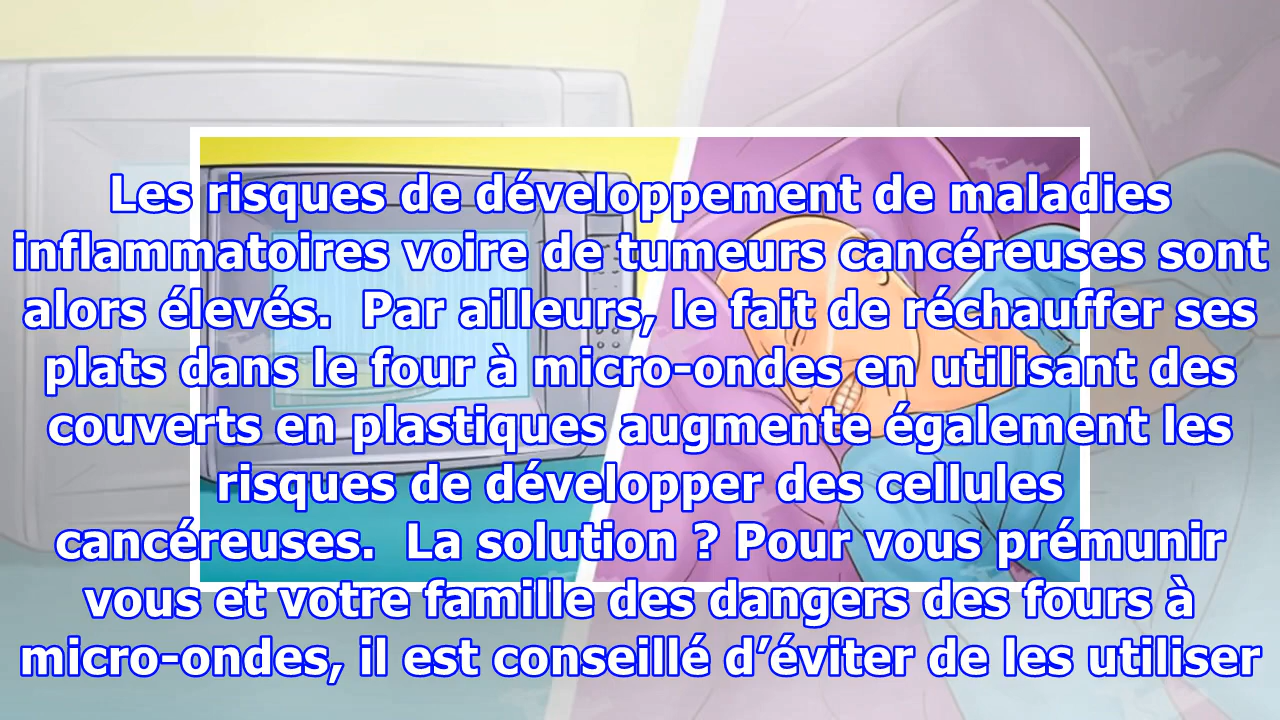 Les risques de développement de maladies
inflammatoires voire de tumeurs cancéreuses sont
alors élevés.  Par ailleurs, le fait de réchauffer ses
plats dans le four à micro-ondes en utilisant des
couverts en plastiques augmente également les
risques de développer des cellules
cancéreuses.  La solution ? Pour vous prémunir
vous et votre famille des dangers des fours à
micro-ondes, il est conseillé d’éviter de les utiliser